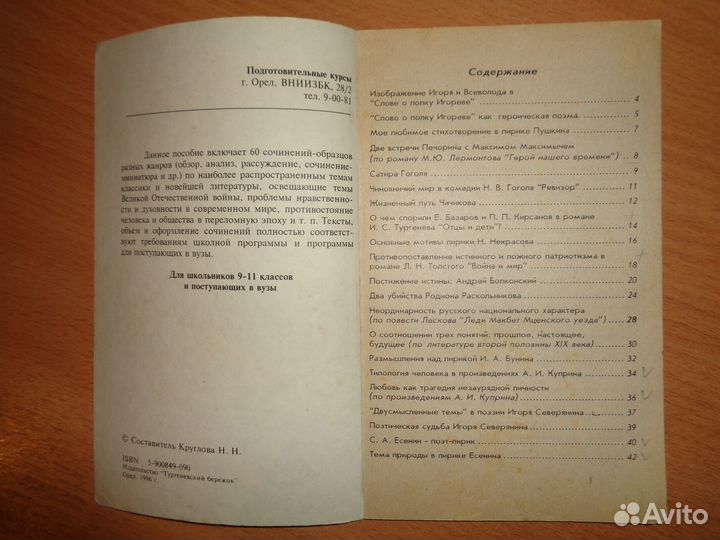 Подготовительные курсы
г. Орел, ВНИИЗБК, 28/2
тел. 9-00-81
Данное пособие включает 60 сочинений-образцов
разных жанров (обзор, анализ, рассуждение, сочинение-
миниатюра и др.) по наиболее распространенным темам
классики и новейшей литературы, освещающие темы
Великой Отечественной войны, проблемы нравственно-
сти и духовности в современном мире, противостояние
человека и общества в переломную эпоху и т. п. Тексты,
объем и оформление сочинений полностью соответст-
вуют требованиям школьной программы и программы
для поступающих в вузы.
Для школьников 9-11 классов
и поступающих в вузы
© Составитель Круглова Н. Н.
ISBN 5-900849-090
Издательство "Тургеневский бережок"
Орел, 1996 г.
Содержание
Изображение Игоря и Всеволода в
"Слове о полку Игореве" 4
"Слово о полку Игореве" как героическая поэма. 5
Мое любимое стихотворение в лирике Пушкина 7
Две встречи Печорина с Максимом Максимычем
(по роману М.Ю. Лермонтова "Герой нашего времени") 8
Сатира Гоголя 9
Чиновничий мир в комедии Н. В. Гоголя "Ревизор" 11
Жизненный путь Чичикова 12
О чем спорили Е. Базаров и П. П. Кирсанов в романе
И. С. Тургенева "Отцы и дети"? 14
Основные мотивы лирики Н. Некрасова 16
Противопоставление истинного и ложного патриотизма в
романе Л. Н. Толстого "Война и мир" 18
Постижение истины: Андрей Болконский 20
Два убийства Родиона Раскольникова 24
Неординарность русского национального характера
(по повести Лескова "Леди Макбет Мценского уезда") 28
О соотношении трех понятий: прошлое, настоящее,
будущее (по литературе второй половины XIX века) 30
Размышления над лирикой И. А. Бунина 32
Типология человека в произведениях А. И. Куприна 34
Любовь как трагедия незаурядной личности
(по произведениям А. И. Куприна) 36
"Двусмысленные темы" в поэзии Игоря Северянина 37
Поэтическая судьба Игоря Северянина 39
С. А. Есенин - поэт-лирик 40
Тема природы в лирике Есенина 42
1
Avito